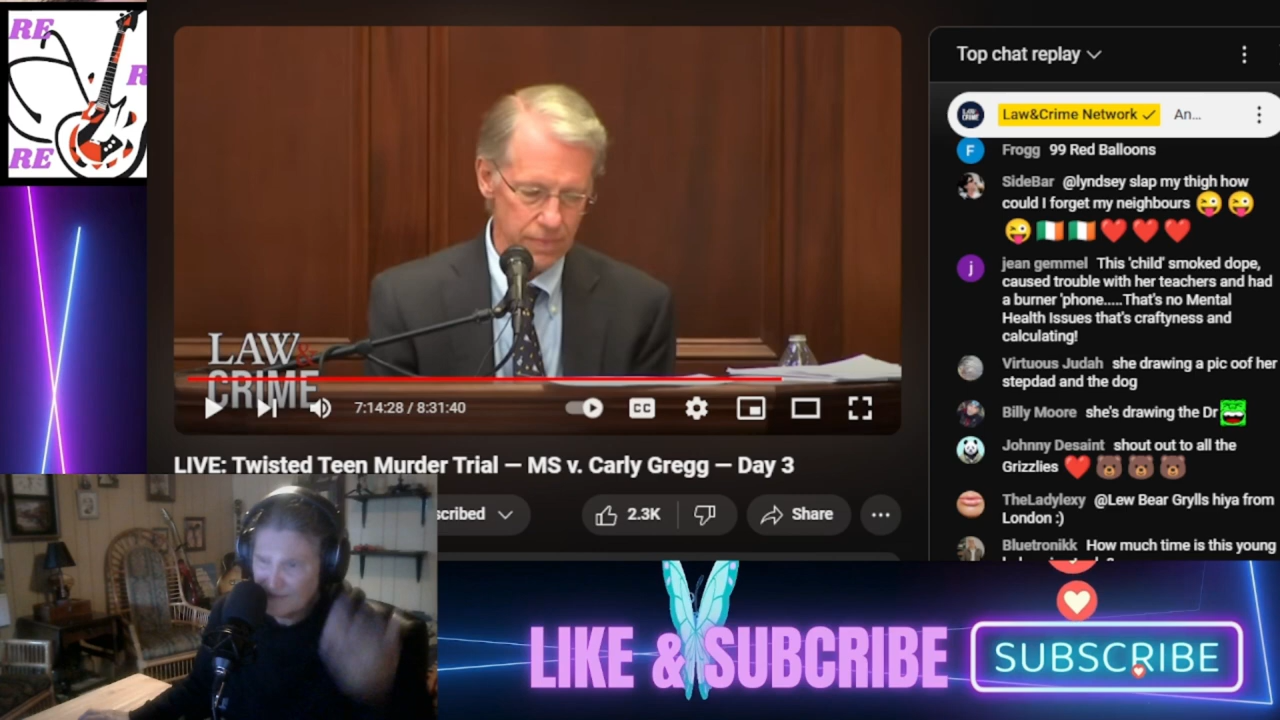 RE
R
RE
LAW &
CRIME
7:14:28 / 8:31:40
CC
LIVE: Twisted Teen Murder Trial — MS v. Carly Gregg — Day 3
scribed
2.3K
Share
Top chat replay
LAW&
CRIME
Law&Crime Network
An...
F
Frogg 99 Red Balloons
SideBar @lyndsey slap my thigh how
could I forget my neighbours 😜 😜
😜 🇮🇪 🇮🇪 ❤️ ❤️ ❤️
j
jean gemmel This 'child' smoked dope,
caused trouble with her teachers and had
a burner 'phone.....That's no Mental
Health Issues that's craftyness and
calculating!
Virtuous Judah she drawing a pic oof her
stepdad and the dog
Billy Moore she's drawing the Dr
Johnny Desaint shout out to all the
Grizzlies ❤️ 🐻 🐻 🐻
TheLadylexy @Lew Bear Grylls hiya from
London :)
Bluetronikk How much time is this young
LIKE & SUBCRIBE
SUBSCRIBE